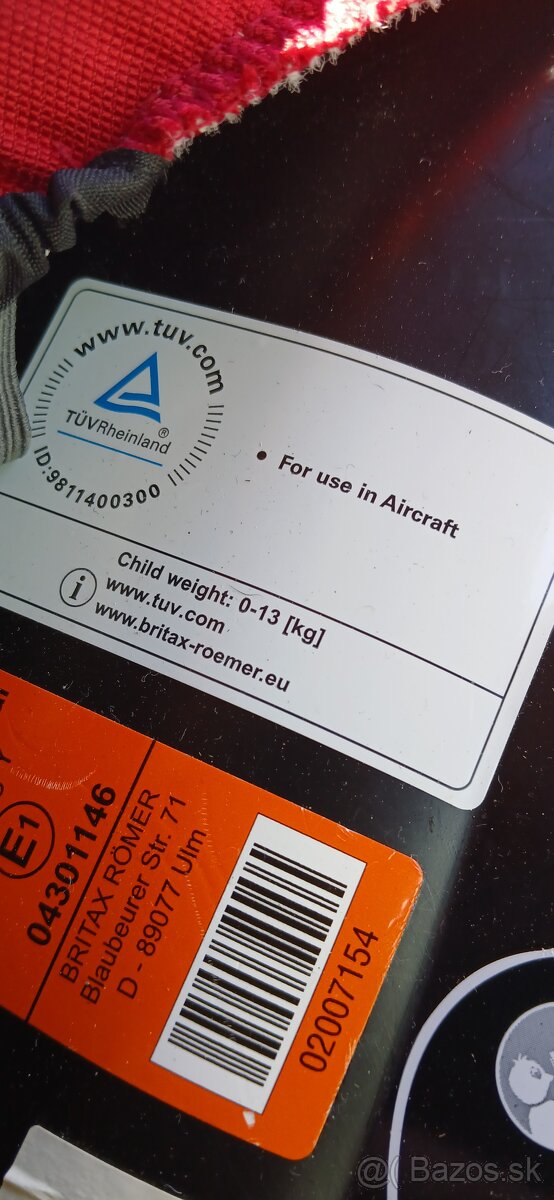 www.tuv.com
TÜVRheinland®
ID:9811400300
• For use in Aircraft
Child weight: 0-13 [kg]
i www.tuv.com
www.britax-roemer.eu
Y
E1
04301146
BRITAX RÖMER
Blaubeurer Str. 71
D - 89077 Ulm
02007154
Bazos.sk